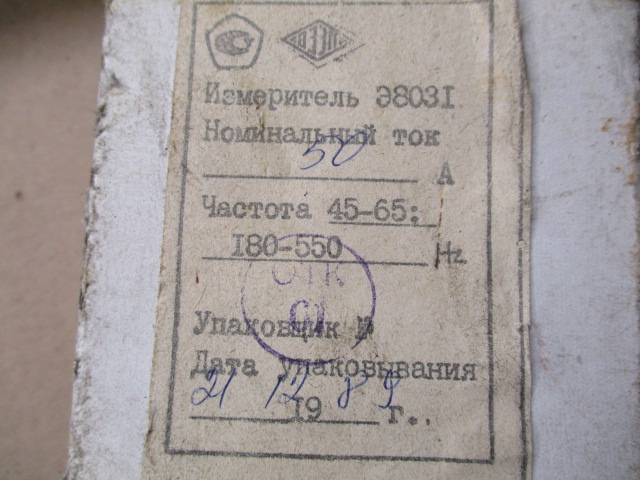 Измеритель Э8031
Номинальный ток
50
А
Частота 45-65;
180-550 Hz
ОТК
Упаковщик №
Дата упаковывания
21 12 89
19 г..